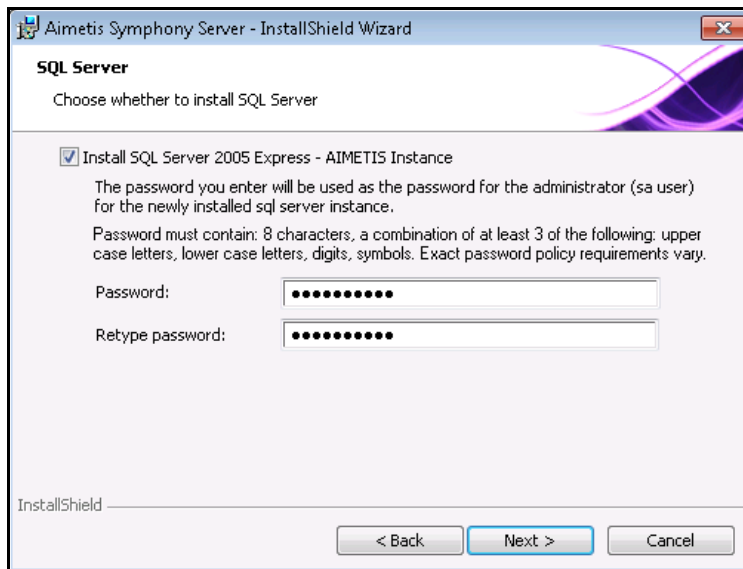 Aimetis Symphony Server - InstallShield Wizard
SQL Server
Choose whether to install SQL Server
Install SQL Server 2005 Express - AIMETIS Instance
The password you enter will be used as the password for the administrator (sa user)
for the newly installed sql server instance.
Password must contain: 8 characters, a combination of at least 3 of the following: upper
case letters, lower case letters, digits, symbols. Exact password policy requirements vary.
Password: ●●●●●●●●●●
Retype password: ●●●●●●●●●●
InstallShield
< Back Next > Cancel